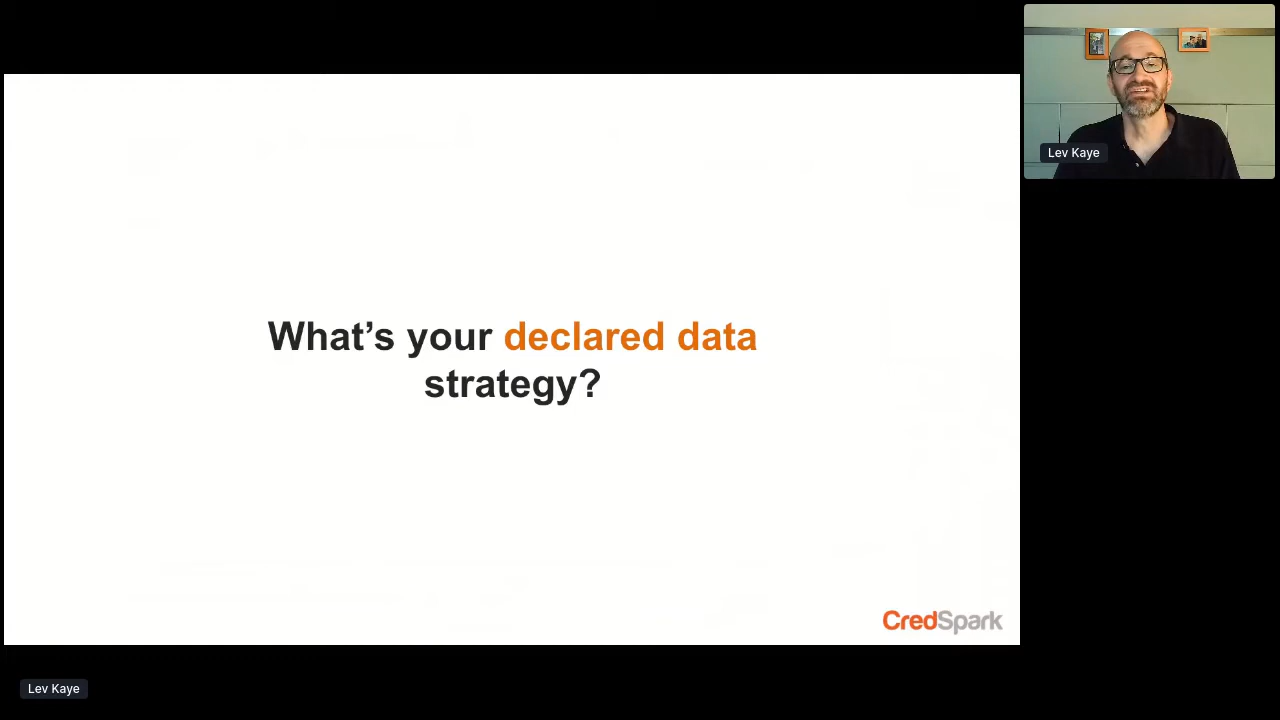 What’s your declared data
strategy?
CredSpark
Lev Kaye
Lev Kaye